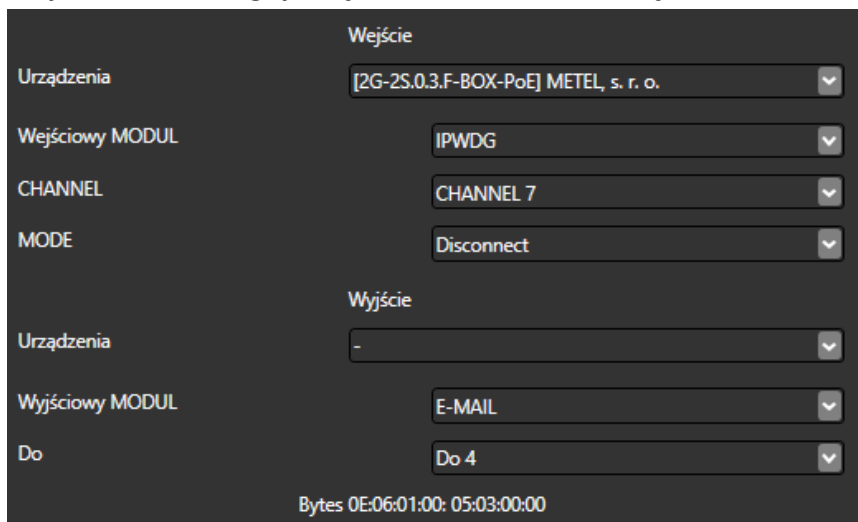 Wejście
Urządzenia [2G-2S.0.3.F-BOX-PoE] METEL, s. r. o.
Wejściowy MODUL IPWDG
CHANNEL CHANNEL 7
MODE Disconnect
Wyjście
Urządzenia -
Wyjściowy MODUL E-MAIL
Do Do 4
Bytes 0E:06:01:00: 05:03:00:00